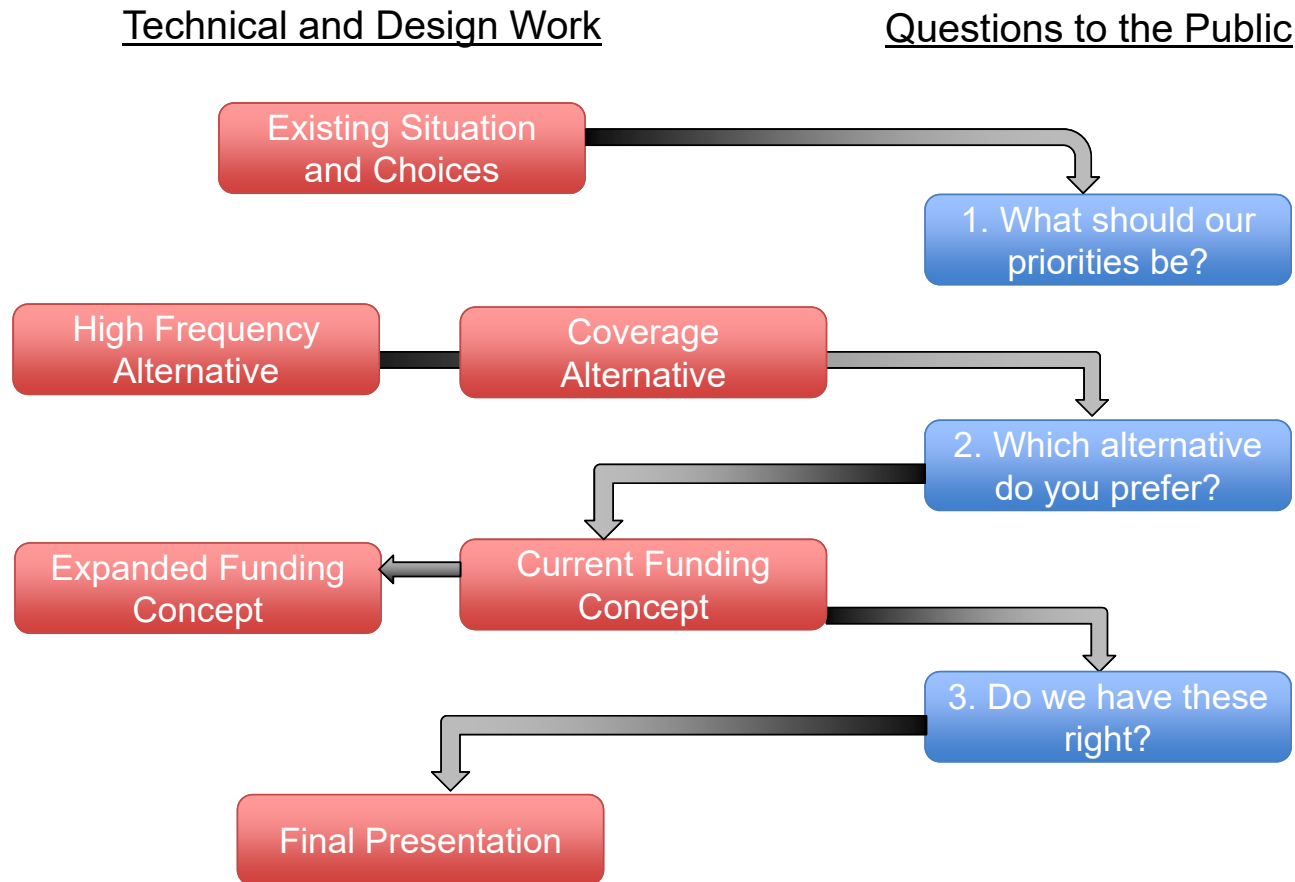 Technical and Design Work
Questions to the Public
Existing Situation
and Choices
1. What should our
priorities be?
High Frequency
Alternative
Coverage
Alternative
2. Which alternative
do you prefer?
Expanded Funding
Concept
Current Funding
Concept
3. Do we have these
right?
Final Presentation